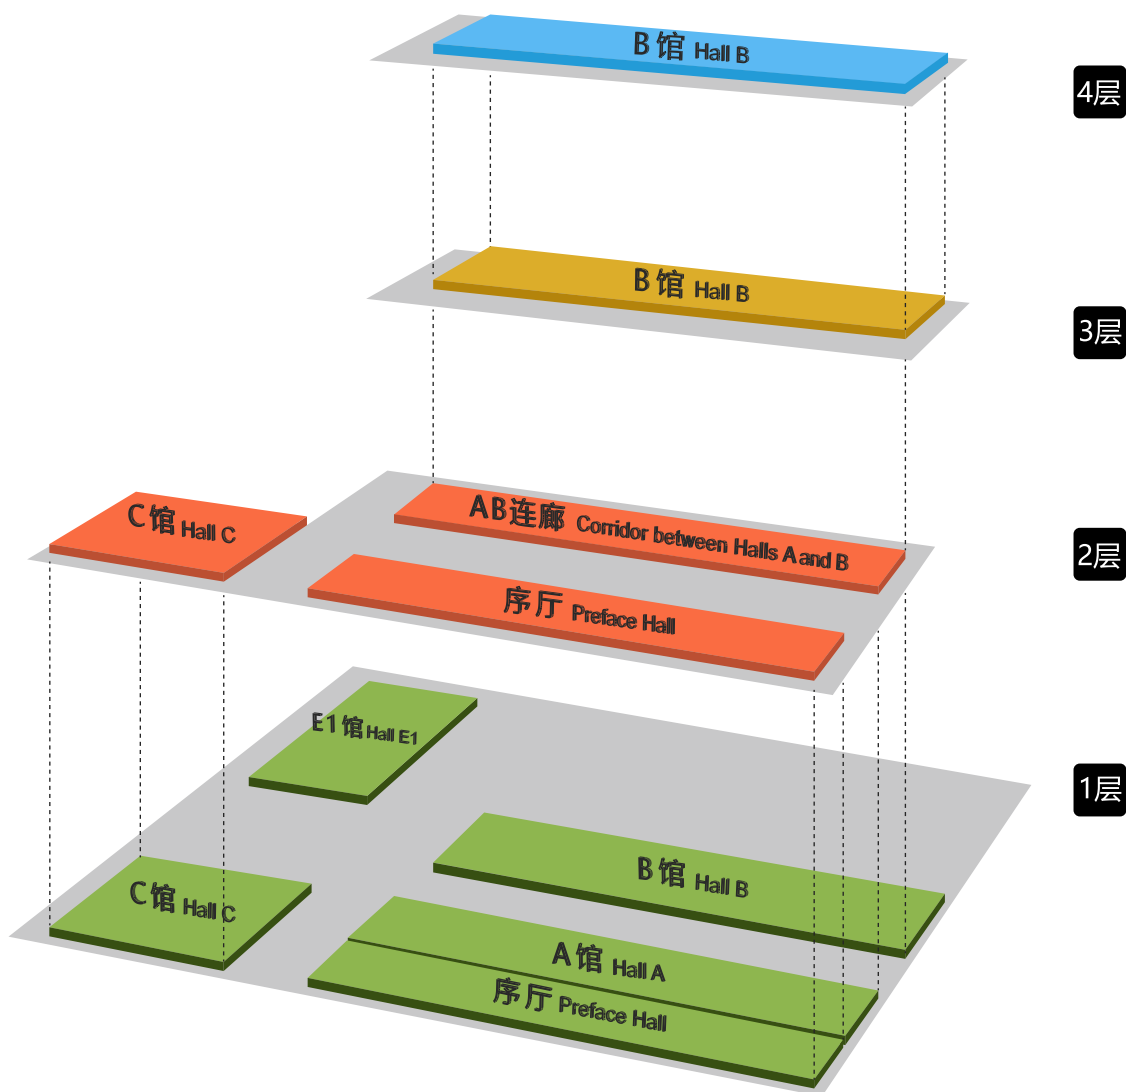 B馆 Hall B
4层
B馆 Hall B
3层
C馆 Hall C
AB连廊 Corridor between Halls A and B
2层
序厅 Preface Hall
E1馆 Hall E1
1层
B馆 Hall B
C馆 Hall C
A馆 Hall A
序厅 Preface Hall